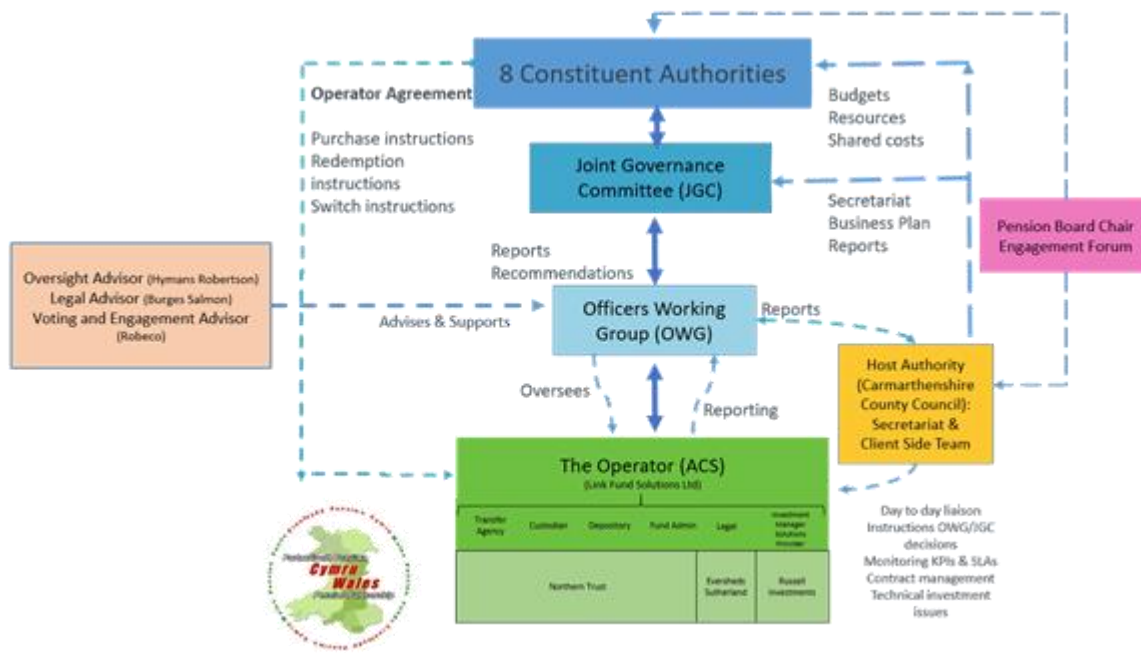 8 Constituent Authorities
Operator Agreement
Purchase instructions
Redemption
instructions
Switch instructions
Budgets
Resources
Shared costs
Joint Governance
Committee (JGC)
Secretariat
Business Plan
Reports
Pension Board Chair
Engagement Forum
Oversight Advisor (Hymans Robertson)
Legal Advisor (Burges Salmon)
Voting and Engagement Advisor
(Robeco)
Advises & Supports
Reports
Recommendations
Officers Working
Group (OWG)
Reports
Host Authority
(Carmarthenshire
County Council):
Secretariat &
Client Side Team
Oversees
Reporting
The Operator (ACS)
(Link Fund Solutions Ltd)
Transfer
Agency
Custodian
Depository
Fund Admin
Legal
Investment
Manager
Solutions
Provider
Northern Trust
Eversheds
Sutherland
Russell
Investments
Day to day liaison
Instructions OWG/JGC
decisions
Monitoring KPIs & SLAs
Contract management
Technical investment
issues
Cymru
Wales